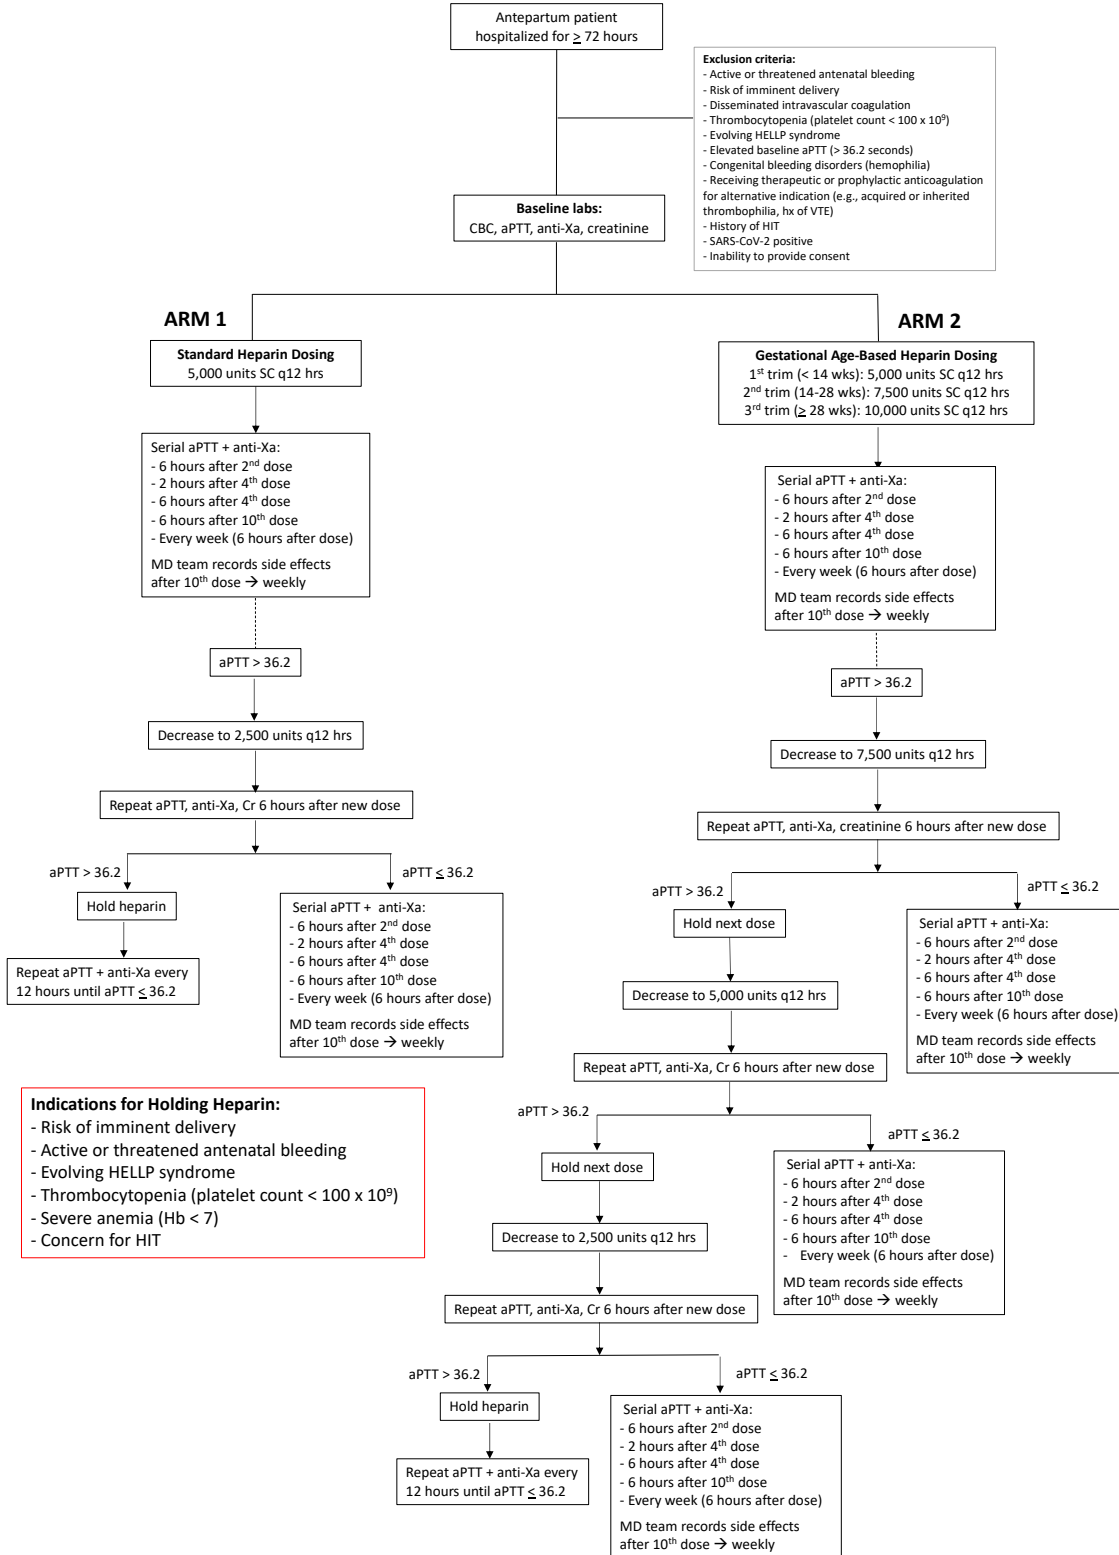 Antepartum patient
hospitalized for ≥ 72 hours
Exclusion criteria:
- Active or threatened antenatal bleeding
- Risk of imminent delivery
- Disseminated intravascular coagulation
- Thrombocytopenia (platelet count < 100 x 10⁹)
- Evolving HELLP syndrome
- Elevated baseline aPTT (> 36.2 seconds)
- Congenital bleeding disorders (hemophilia)
- Receiving therapeutic or prophylactic anticoagulation
for alternative indication (e.g., acquired or inherited
thrombophilia, hx of VTE)
- History of HIT
- SARS-CoV-2 positive
- Inability to provide consent
Baseline labs:
CBC, aPTT, anti-Xa, creatinine
ARM 1
Standard Heparin Dosing
5,000 units SC q12 hrs
Serial aPTT + anti-Xa:
- 6 hours after 2ⁿᵈ dose
- 2 hours after 4ᵗʰ dose
- 6 hours after 4ᵗʰ dose
- 6 hours after 10ᵗʰ dose
- Every week (6 hours after dose)
MD team records side effects
after 10ᵗʰ dose → weekly
aPTT > 36.2
Decrease to 2,500 units q12 hrs
Repeat aPTT, anti-Xa, Cr 6 hours after new dose
aPTT > 36.2
Hold heparin
Repeat aPTT + anti-Xa every
12 hours until aPTT ≤ 36.2
aPTT ≤ 36.2
Serial aPTT + anti-Xa:
- 6 hours after 2ⁿᵈ dose
- 2 hours after 4ᵗʰ dose
- 6 hours after 4ᵗʰ dose
- 6 hours after 10ᵗʰ dose
- Every week (6 hours after dose)
MD team records side effects
after 10ᵗʰ dose → weekly
Indications for Holding Heparin:
- Risk of imminent delivery
- Active or threatened antenatal bleeding
- Evolving HELLP syndrome
- Thrombocytopenia (platelet count < 100 x 10⁹)
- Severe anemia (Hb < 7)
- Concern for HIT
ARM 2
Gestational Age-Based Heparin Dosing
1ˢᵗ trim (< 14 wks): 5,000 units SC q12 hrs
2ⁿᵈ trim (14-28 wks): 7,500 units SC q12 hrs
3ʳᵈ trim (≥ 28 wks): 10,000 units SC q12 hrs
Serial aPTT + anti-Xa:
- 6 hours after 2ⁿᵈ dose
- 2 hours after 4ᵗʰ dose
- 6 hours after 4ᵗʰ dose
- 6 hours after 10ᵗʰ dose
- Every week (6 hours after dose)
MD team records side effects
after 10ᵗʰ dose → weekly
aPTT > 36.2
Decrease to 7,500 units q12 hrs
Repeat aPTT, anti-Xa, creatinine 6 hours after new dose
aPTT > 36.2
Hold next dose
Decrease to 5,000 units q12 hrs
Repeat aPTT, anti-Xa, Cr 6 hours after new dose
aPTT ≤ 36.2
Serial aPTT + anti-Xa:
- 6 hours after 2ⁿᵈ dose
- 2 hours after 4ᵗʰ dose
- 6 hours after 4ᵗʰ dose
- 6 hours after 10ᵗʰ dose
- Every week (6 hours after dose)
MD team records side effects
after 10ᵗʰ dose → weekly
aPTT > 36.2
Hold next dose
Decrease to 2,500 units q12 hrs
Repeat aPTT, anti-Xa, Cr 6 hours after new dose
aPTT ≤ 36.2
Serial aPTT + anti-Xa:
- 6 hours after 2ⁿᵈ dose
- 2 hours after 4ᵗʰ dose
- 6 hours after 4ᵗʰ dose
- 6 hours after 10ᵗʰ dose
- Every week (6 hours after dose)
MD team records side effects
after 10ᵗʰ dose → weekly
aPTT > 36.2
Hold heparin
Repeat aPTT + anti-Xa every
12 hours until aPTT ≤ 36.2
aPTT ≤ 36.2
Serial aPTT + anti-Xa:
- 6 hours after 2ⁿᵈ dose
- 2 hours after 4ᵗʰ dose
- 6 hours after 4ᵗʰ dose
- 6 hours after 10ᵗʰ dose
- Every week (6 hours after dose)
MD team records side effects
after 10ᵗʰ dose → weekly